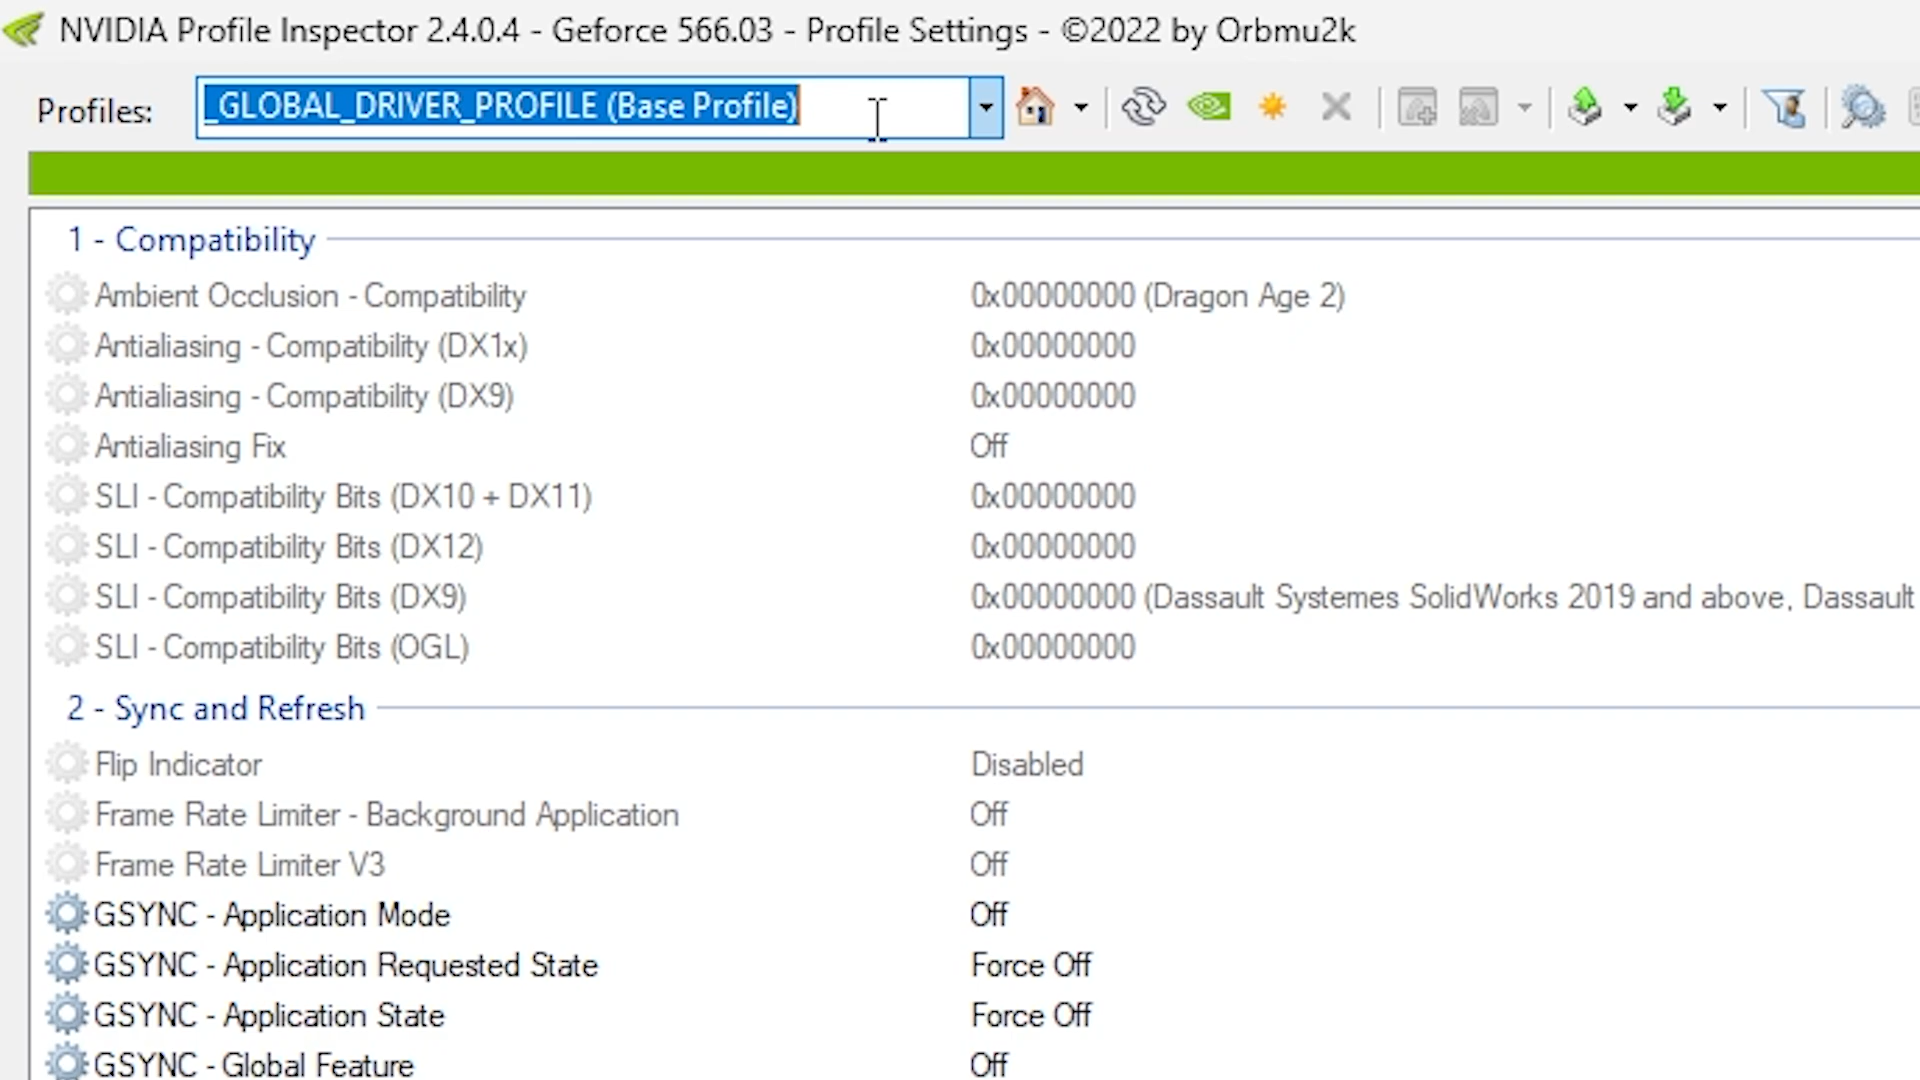 NVIDIA Profile Inspector 2.4.0.4 - Geforce 566.03 - Profile Settings - ©2022 by Orbmu2k
Profiles: _GLOBAL_DRIVER_PROFILE (Base Profile)
1 - Compatibility
Ambient Occlusion - Compatibility 0x00000000 (Dragon Age 2)
Antialiasing - Compatibility (DX1x) 0x00000000
Antialiasing - Compatibility (DX9) 0x00000000
Antialiasing Fix Off
SLI - Compatibility Bits (DX10 + DX11) 0x00000000
SLI - Compatibility Bits (DX12) 0x00000000
SLI - Compatibility Bits (DX9) 0x00000000 (Dassault Systemes SolidWorks 2019 and above, Dassault
SLI - Compatibility Bits (OGL) 0x00000000
2 - Sync and Refresh
Flip Indicator Disabled
Frame Rate Limiter - Background Application Off
Frame Rate Limiter V3 Off
GSYNC - Application Mode Off
GSYNC - Application Requested State Force Off
GSYNC - Application State Force Off
GSYNC - Global Feature Off